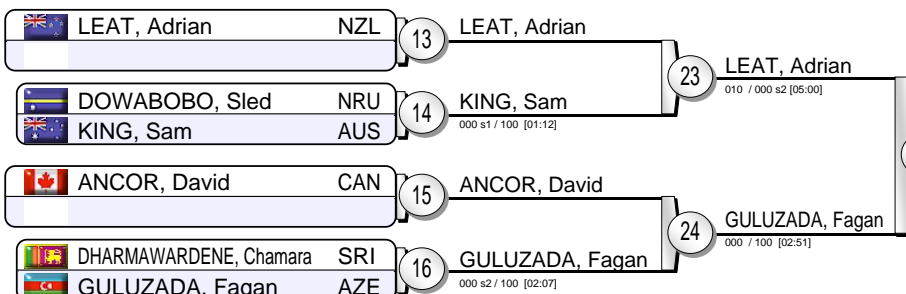 LEAT, Adrian NZL
13
LEAT, Adrian
DOWABOBO, Sled NRU
KING, Sam AUS
14
KING, Sam
000 s1 / 100 [01:12]
23
LEAT, Adrian
010 / 000 s2 [05:00]
ANCOR, David CAN
15
ANCOR, David
DHARMAWARDENE, Chamara SRI
GULUZADA, Fagan AZE
16
GULUZADA, Fagan
000 s2 / 100 [02:07]
24
GULUZADA, Fagan
000 / 100 [02:51]